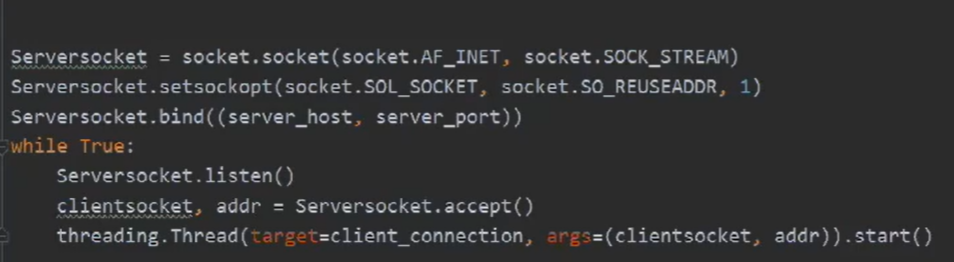 Serversocket = socket.socket(socket.AF_INET, socket.SOCK_STREAM)
Serversocket.setsockopt(socket.SOL_SOCKET, socket.SO_REUSEADDR, 1)
Serversocket.bind((server_host, server_port))
while True:
    Serversocket.listen()
    clientsocket, addr = Serversocket.accept()
    threading.Thread(target=client_connection, args=(clientsocket, addr)).start()